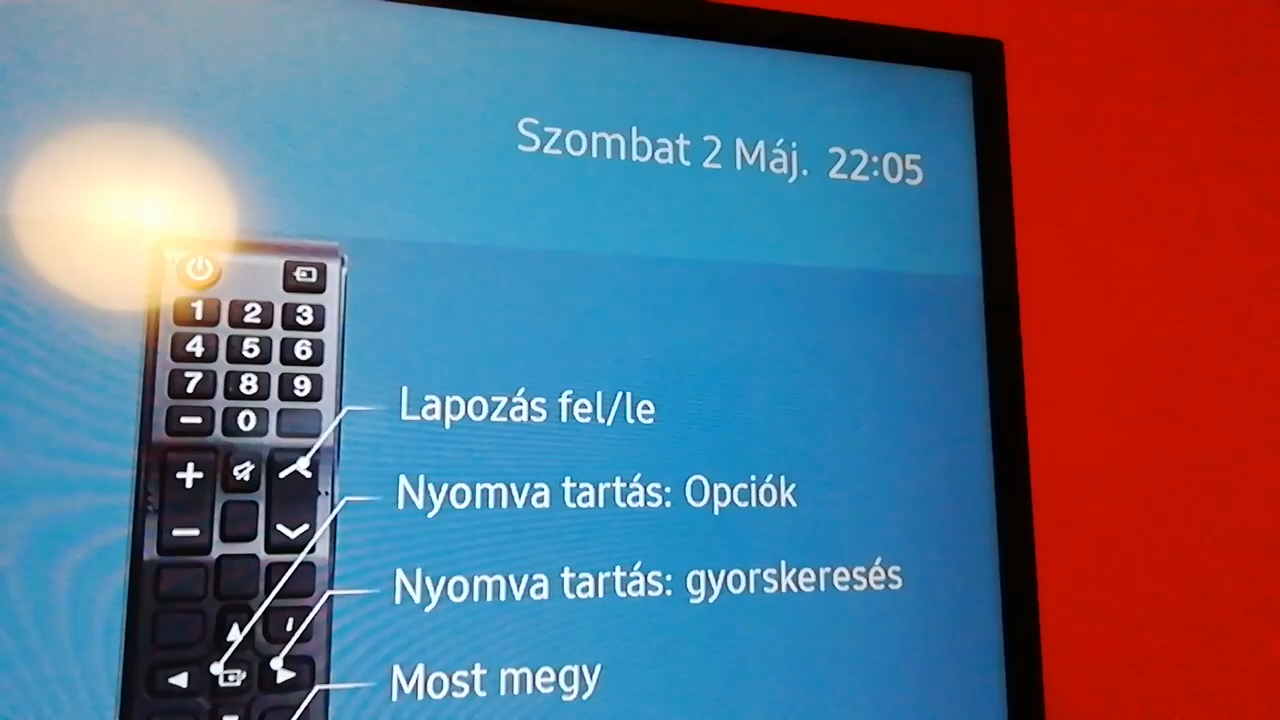 Szombat 2 Máj. 22:05
1 2 3
4 5 6
7 8 9
0
Lapozás fel/le
Nyomva tartás: Opciók
Nyomva tartás: gyorskeresés
Most megy